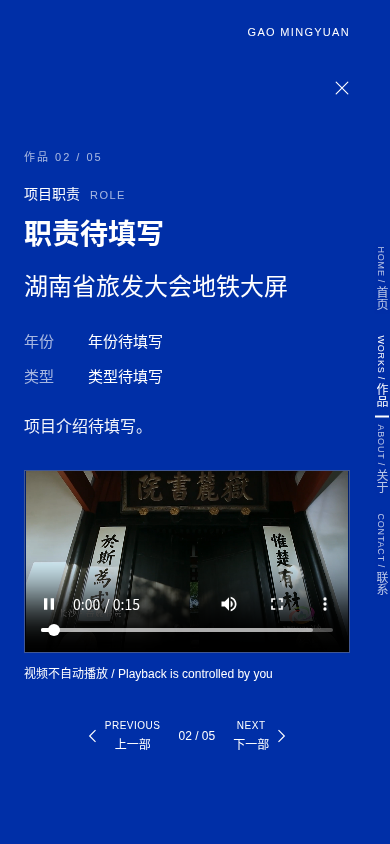 GAO MINGYUAN
作品 02 / 05
项目职责 ROLE
职责待填写
湖南省旅发大会地铁大屏
年份 年份待填写
类型 类型待填写
项目介绍待填写。
院書麓嶽
於斯為
惟楚有材
0:00 / 0:15
视频不自动播放 / Playback is controlled by you
PREVIOUS
上一部
02 / 05
NEXT
下一部
HOME / 首页
WORKS / 作品
ABOUT / 关于
CONTACT / 联系